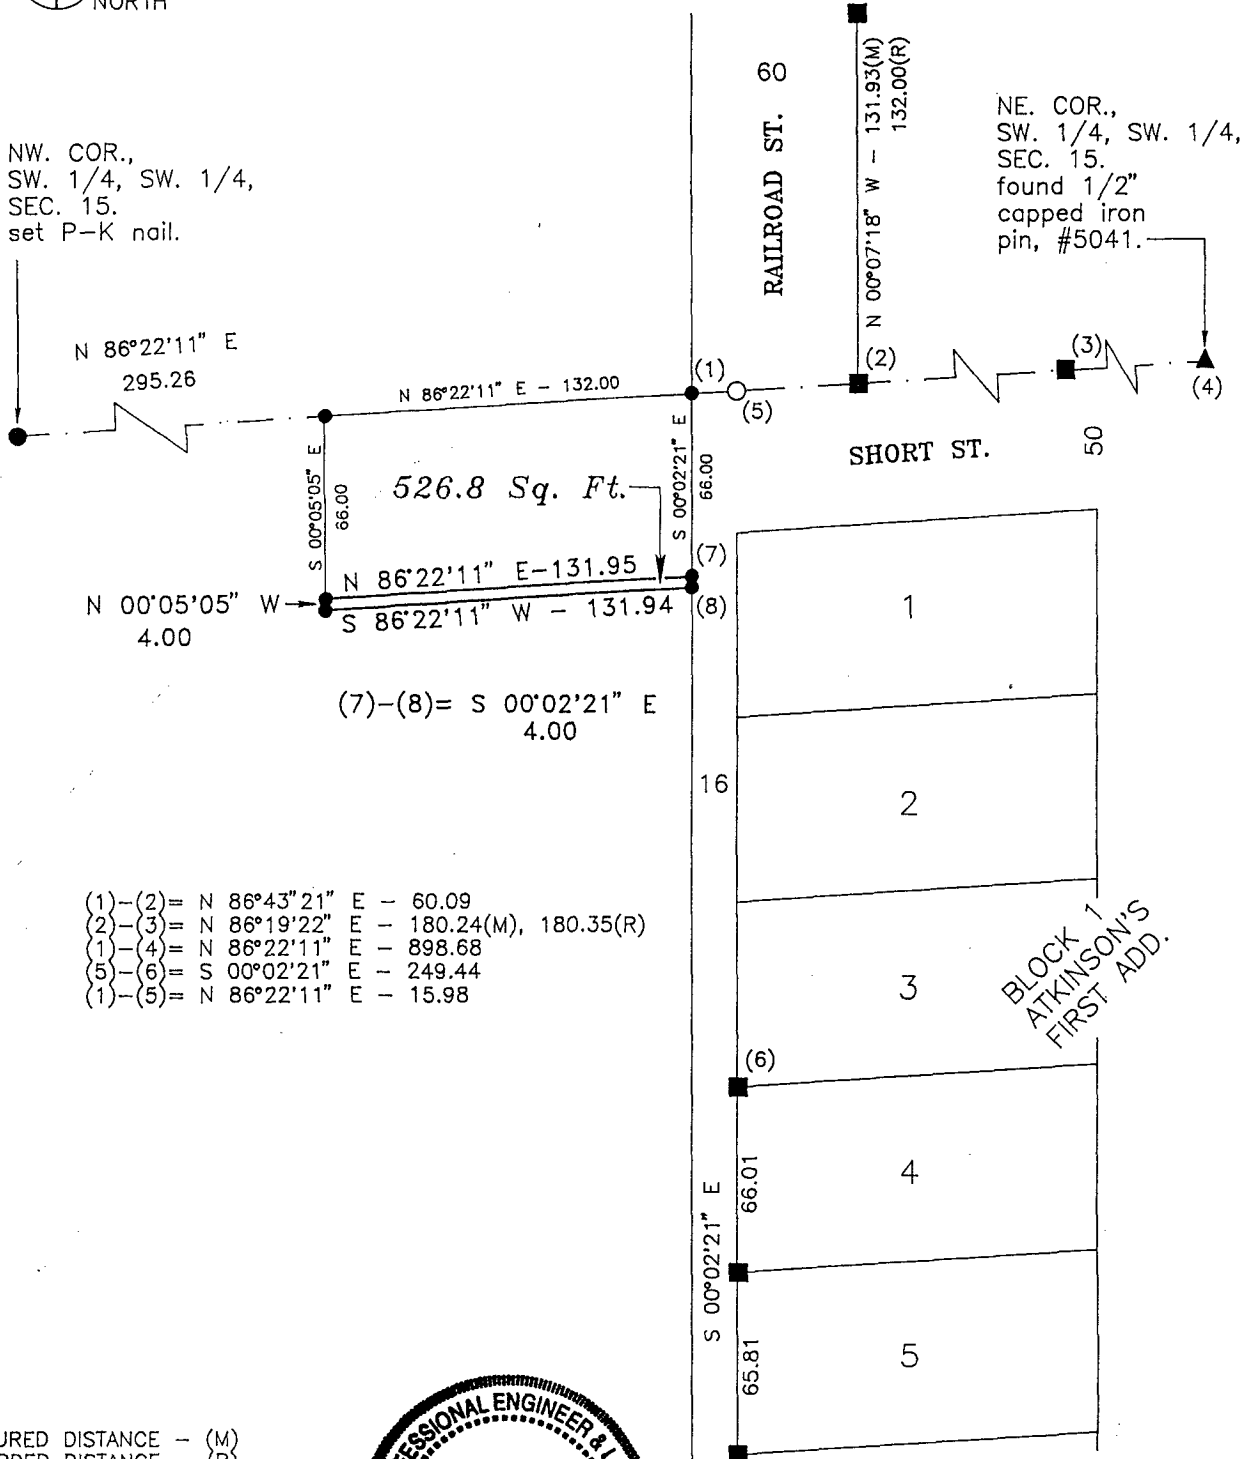 NORTH
60
RAILROAD ST.
N 00°07'18" W - 131.93(M)
132.00(R)
NE. COR.,
SW. 1/4, SW. 1/4,
SEC. 15.
found 1/2"
capped iron
pin, #5041.
NW. COR.,
SW. 1/4, SW. 1/4,
SEC. 15.
set P-K nail.
N 86°22'11" E
295.26
N 86°22'11" E - 132.00
(1)
(5)
(2)
(3)
(4)
SHORT ST.
50
S 00°05'05" E
66.00
526.8 Sq. Ft.
S 00°02'21" E
66.00
(7)
N 86°22'11" E-131.95
S 86°22'11" W - 131.94
(8)
N 00°05'05" W
4.00
(7)-(8)= S 00°02'21" E
4.00
1
16
2
(1)-(2)= N 86°43"21" E - 60.09
(2)-(3)= N 86°19'22" E - 180.24(M), 180.35(R)
(1)-(4)= N 86°22'11" E - 898.68
(5)-(6)= S 00°02'21" E - 249.44
(1)-(5)= N 86°22'11" E - 15.98
3
BLOCK 1
ATKINSON'S
FIRST ADD.
(6)
4
66.01
S 00°02'21" E
5
65.81
URED DISTANCE - (M)
ESSIONAL ENGINEER & L